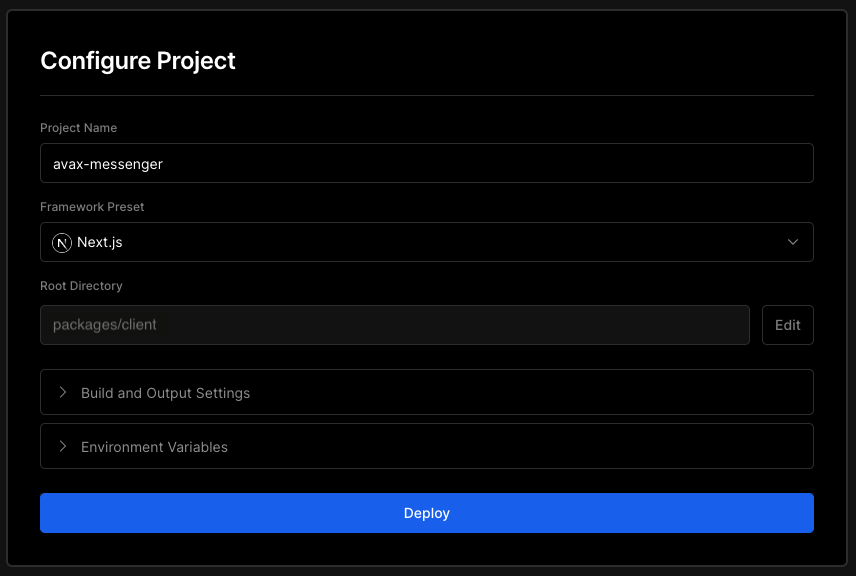 Configure Project
Project Name
avax-messenger
Framework Preset
N Next.js
Root Directory
packages/client
Edit
Build and Output Settings
Environment Variables
Deploy